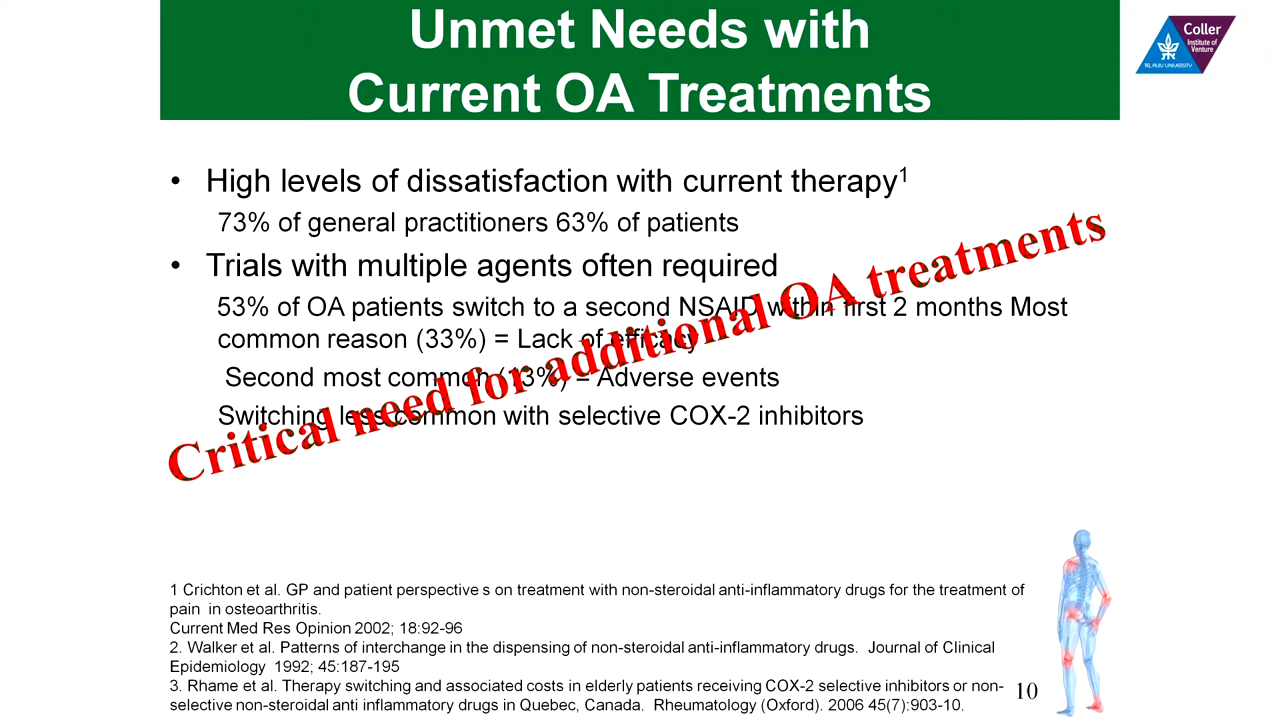 Unmet Needs with
Current OA Treatments
Coller
Institute of
Venture
TEL AVIV UNIVERSITY
• High levels of dissatisfaction with current therapy1
73% of general practitioners 63% of patients
• Trials with multiple agents often required
53% of OA patients switch to a second NSAID within first 2 months Most
common reason (33%) = Lack of efficacy
Second most common (13%) = Adverse events
Switching less common with selective COX-2 inhibitors
Critical need for additional OA treatments
1 Crichton et al. GP and patient perspective s on treatment with non-steroidal anti-inflammatory drugs for the treatment of
pain in osteoarthritis.
Current Med Res Opinion 2002; 18:92-96
2. Walker et al. Patterns of interchange in the dispensing of non-steroidal anti-inflammatory drugs. Journal of Clinical
Epidemiology 1992; 45:187-195
3. Rhame et al. Therapy switching and associated costs in elderly patients receiving COX-2 selective inhibitors or non-
selective non-steroidal anti inflammatory drugs in Quebec, Canada. Rheumatology (Oxford). 2006 45(7):903-10.
10